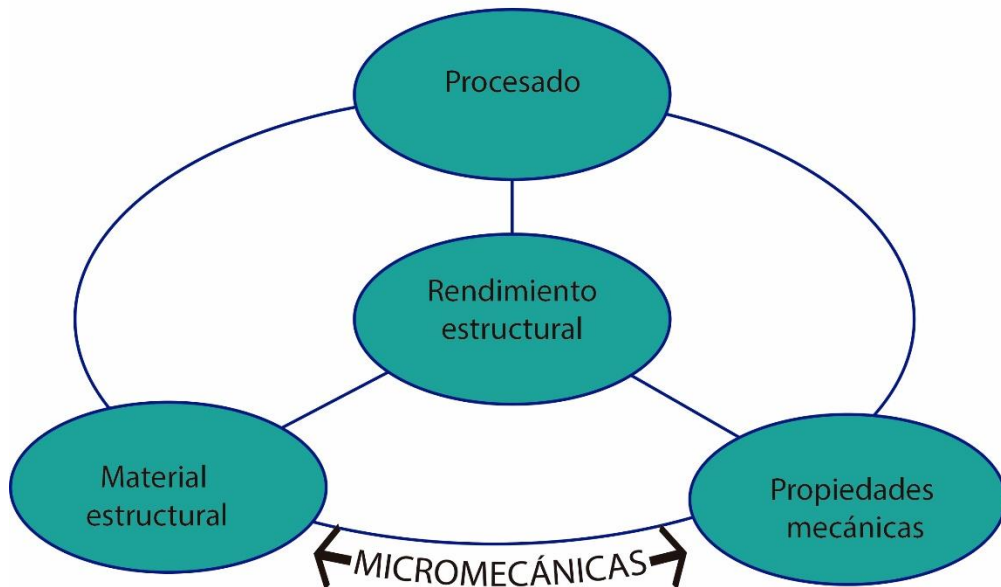 Procesado
Rendimiento
estructural
Material
estructural
Propiedades
mecánicas
MICROMECÁNICAS